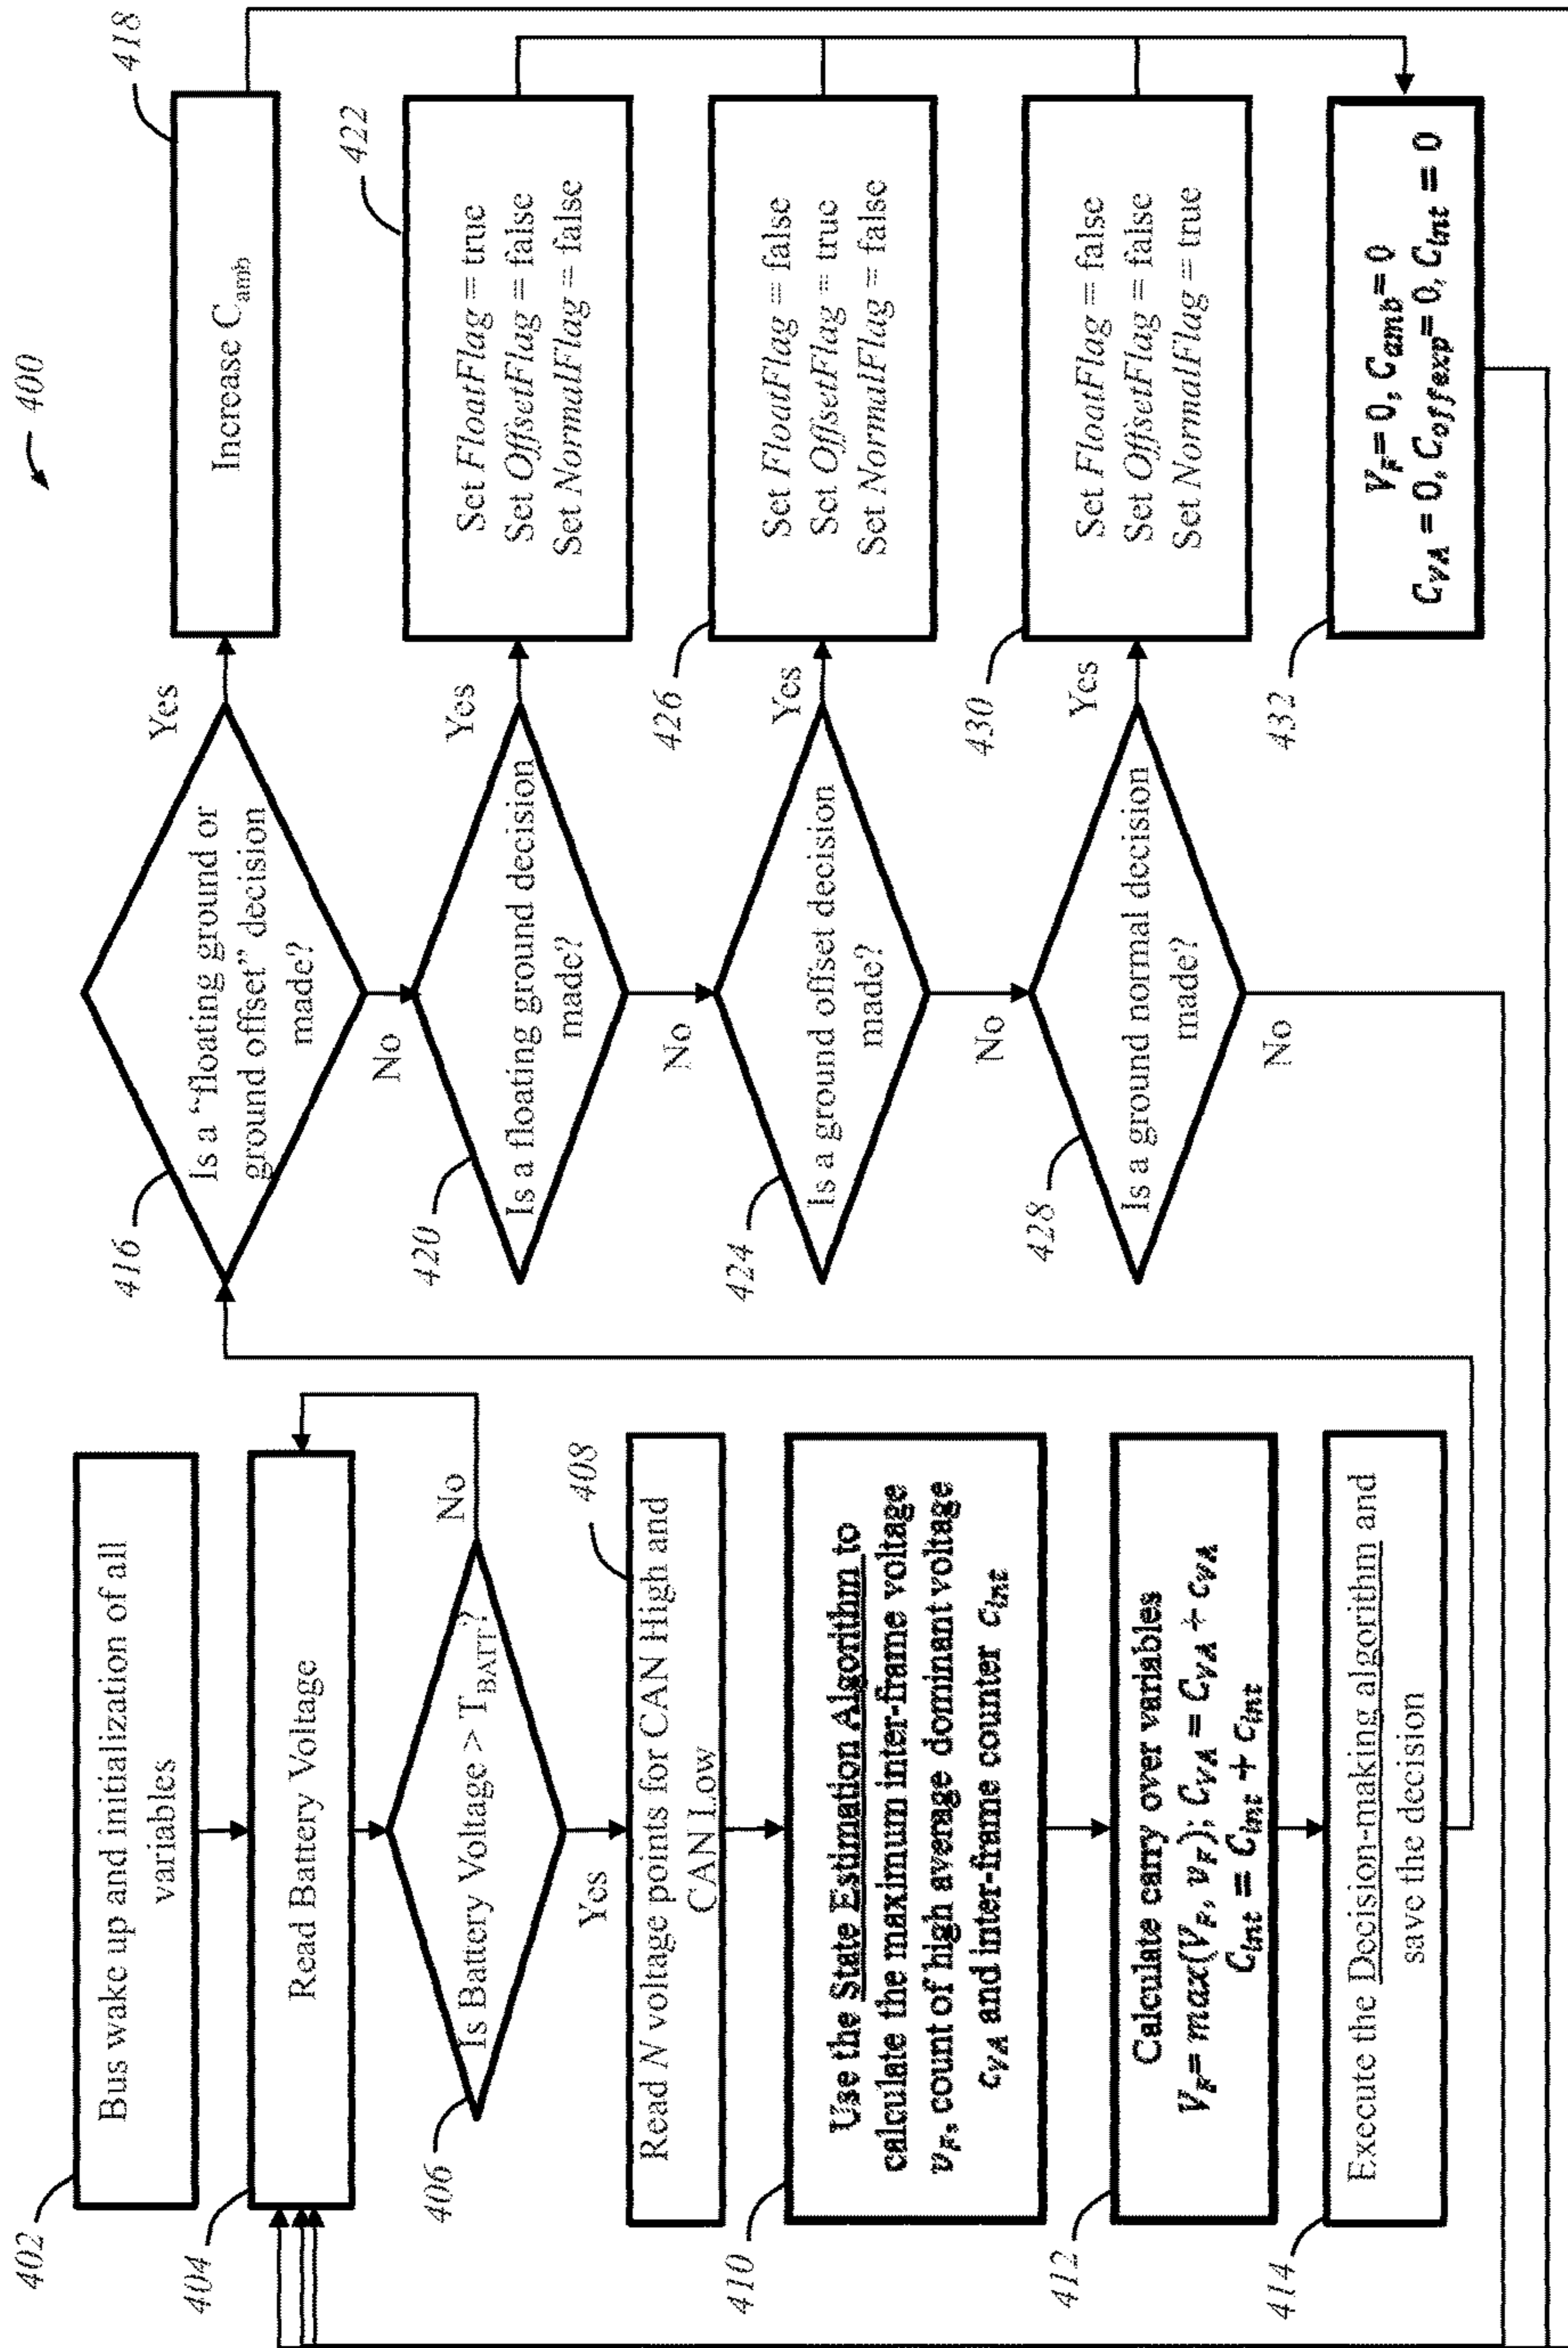 400
402
Bus wake up and initialization of all
variables
404
Read Battery Voltage
406
Is Battery Voltage > T_BATT?
No
Yes
408
Read N voltage points for CAN High and
CAN Low
410
Use the State Estimation Algorithm to
calculate the maximum inter-frame voltage
v_F, count of high average dominant voltage
c_VA and inter-frame counter c_int
412
Calculate carry over variables
V_F = max(V_F, v_F); C_VA = C_VA + c_VA
C_int = C_int + c_int
414
Execute the Decision-making algorithm and
save the decision
416
Is a "floating ground or
ground offset" decision
made?
Yes
No
418
Increase C_amb
420
Is a floating ground decision
made?
Yes
No
422
Set FloatFlag = true
Set OffsetFlag = false
Set NormalFlag = false
424
Is a ground offset decision
made?
Yes
No
426
Set FloatFlag = false
Set OffsetFlag = true
Set NormalFlag = false
428
Is a ground normal decision
made?
Yes
No
430
Set FloatFlag = false
Set OffsetFlag = false
Set NormalFlag = true
432
V_F = 0, C_amb = 0
C_VA = 0, C_offexp = 0, C_int = 0